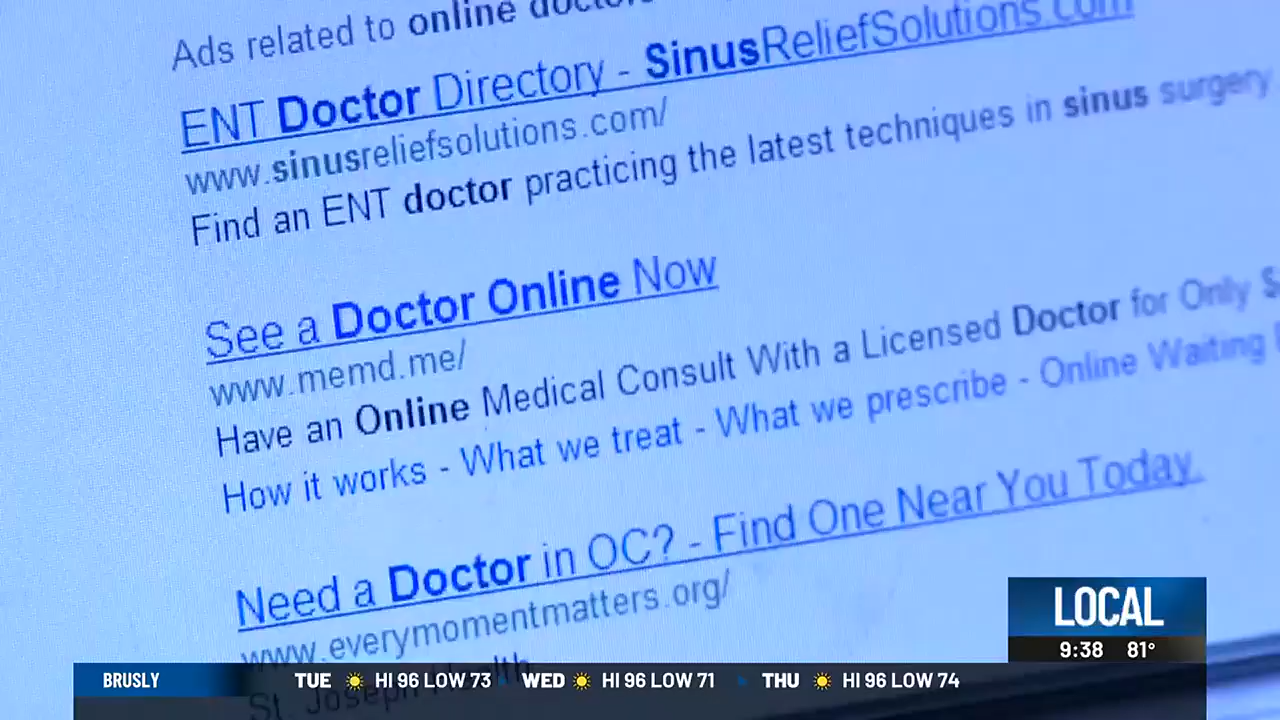 Ads related to online doctors
ENT Doctor Directory - SinusReliefSolutions.com
www.sinusreliefsolutions.com/
Find an ENT doctor practicing the latest techniques in sinus surgery
See a Doctor Online Now
www.memd.me/
Have an Online Medical Consult With a Licensed Doctor for Only
How it works - What we treat - What we prescribe - Online Waiting
Need a Doctor in OC? - Find One Near You Today.
www.everymomentmatters.org/
St. Joseph Health
LOCAL
9:38 81°
BRUSLY TUE HI 96 LOW 73 WED HI 96 LOW 71 THU HI 96 LOW 74